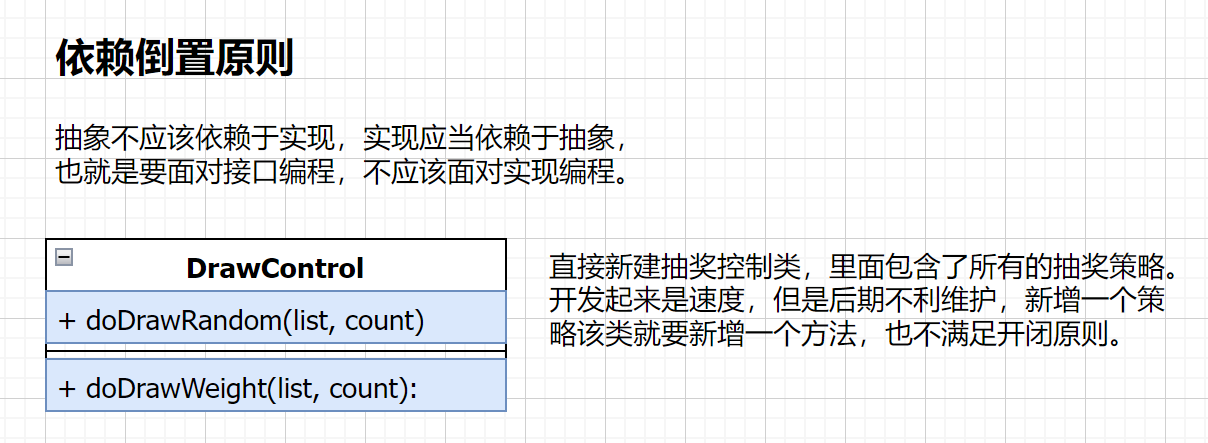 依赖倒置原则
抽象不应该依赖于实现，实现应当依赖于抽象，
也就是要面对接口编程，不应该面对实现编程。
DrawControl
+ doDrawRandom(list, count)
+ doDrawWeight(list, count):
直接新建抽奖控制类，里面包含了所有的抽奖策略。
开发起来是速度，但是后期不利维护，新增一个策
略该类就要新增一个方法，也不满足开闭原则。